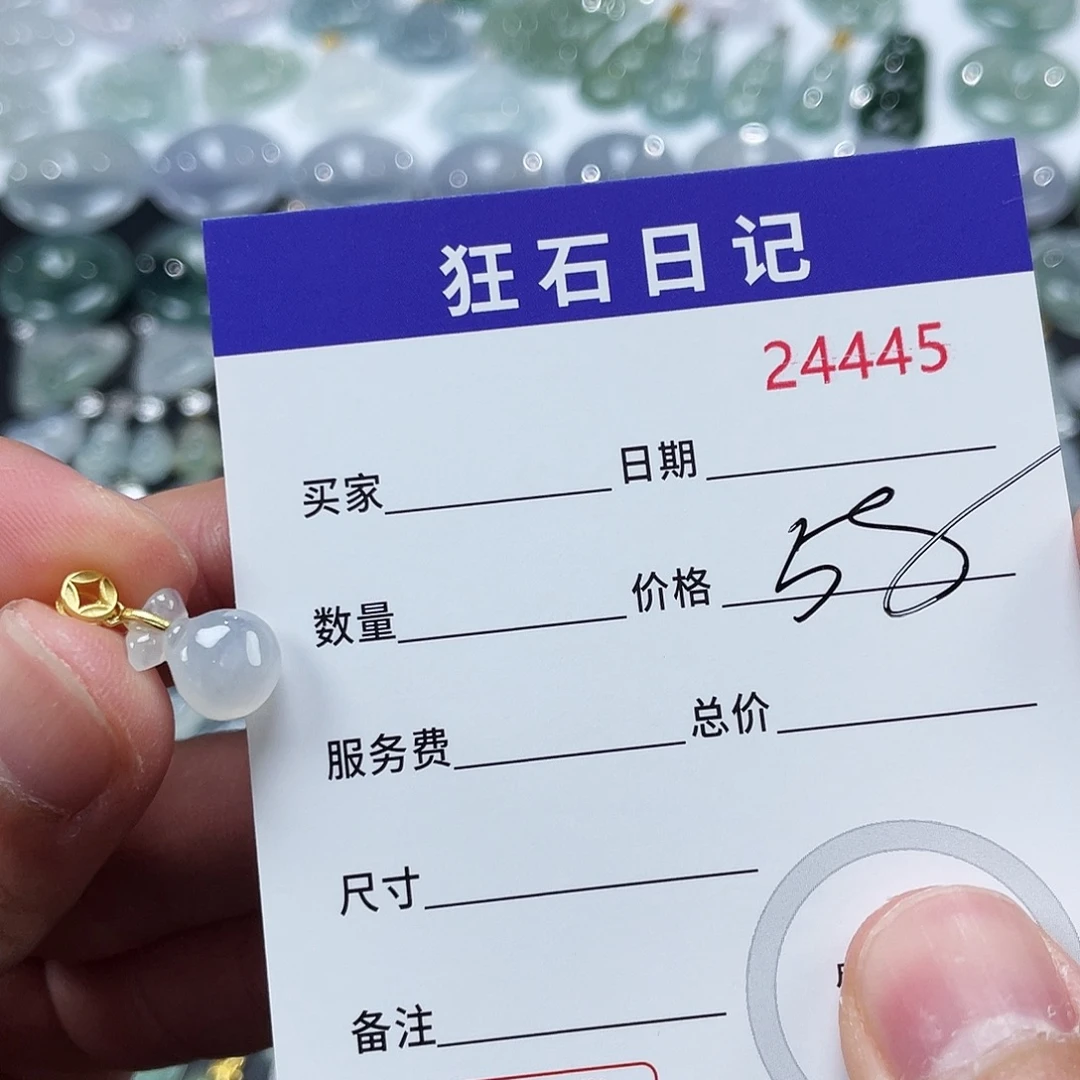 狂石日记
24445
买家 日期
数量 价格 58
服务费 总价
尺寸
备注